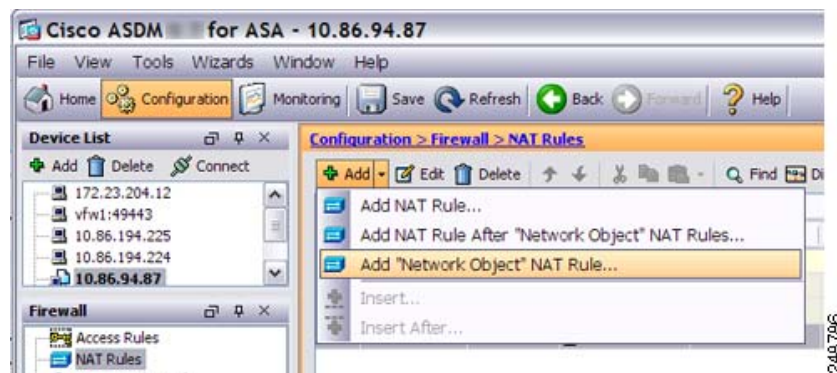 Cisco ASDM for ASA - 10.86.94.87
File View Tools Wizards Window Help
Home Configuration Monitoring Save Refresh Back Forward Help
Device List
Add Delete Connect
172.23.204.12
vfw1:49443
10.86.194.225
10.86.194.224
10.86.94.87
Firewall
Access Rules
NAT Rules
Configuration > Firewall > NAT Rules
Add Edit Delete Find Di
Add NAT Rule...
Add NAT Rule After "Network Object" NAT Rules...
Add "Network Object" NAT Rule...
Insert...
Insert After...
248796